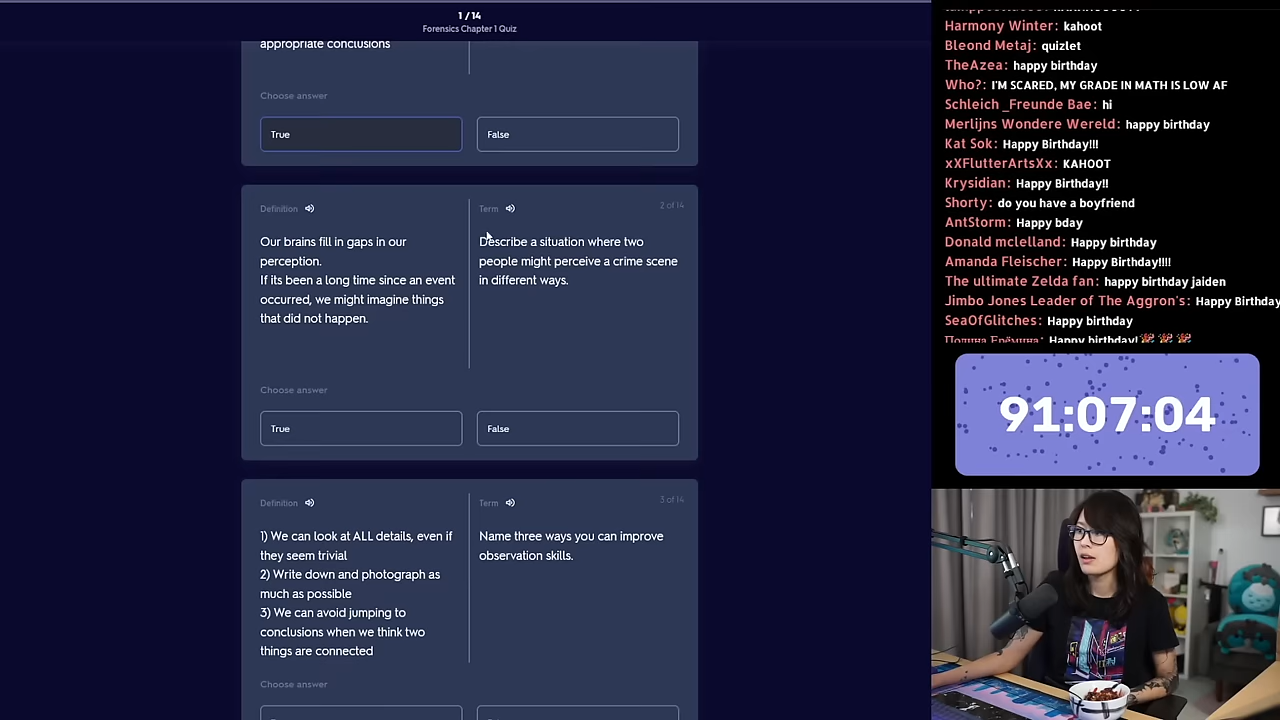 1 / 14
Forensics Chapter 1 Quiz
appropriate conclusions
Choose answer
True
False
Definition
Term
2 of 14
Our brains fill in gaps in our
perception.
If its been a long time since an event
occurred, we might imagine things
that did not happen.
Describe a situation where two
people might perceive a crime scene
in different ways.
Choose answer
True
False
Definition
Term
3 of 14
1) We can look at ALL details, even if
they seem trivial
2) Write down and photograph as
much as possible
3) We can avoid jumping to
conclusions when we think two
things are connected
Name three ways you can improve
observation skills.
Choose answer
Harmony Winter: kahoot
Bleond Metaj: quizlet
TheAzea: happy birthday
Who?: I'M SCARED, MY GRADE IN MATH IS LOW AF
Schleich _Freunde Bae: hi
Merlijns Wondere Wereld: happy birthday
Kat Sok: Happy Birthday!!!
xXFlutterArtsXx: KAHOOT
Krysidian: Happy Birthday!!
Shorty: do you have a boyfriend
AntStorm: Happy bday
Donald mclelland: Happy birthday
Amanda Fleischer: Happy Birthday!!!!
The ultimate Zelda fan: happy birthday jaiden
Jimbo Jones Leader of The Aggron's: Happy Birthday
SeaOfGlitches: Happy birthday
Полина Ерёмина: Happy birthday! 🎉 🎉 🎉
91:07:04